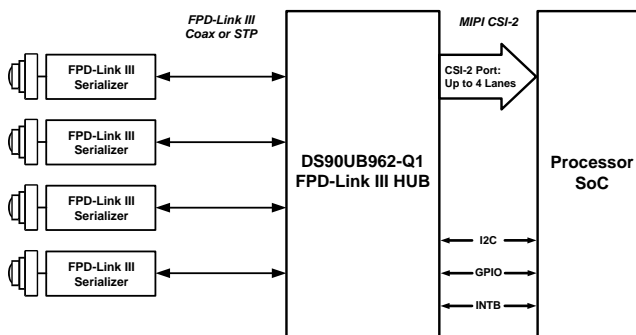 FPD-Link III
Coax or STP
MIPI CSI-2
FPD-Link III
Serializer
FPD-Link III
Serializer
FPD-Link III
Serializer
FPD-Link III
Serializer
DS90UB962-Q1
FPD-Link III HUB
CSI-2 Port:
Up to 4 Lanes
I2C
GPIO
INTB
Processor
SoC